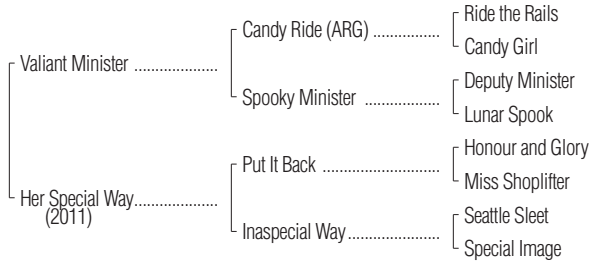 Ride the Rails
Candy Ride (ARG) ................
Candy Girl
Valiant Minister ....................
Deputy Minister
Spooky Minister ..................
Lunar Spook
Honour and Glory
Put It Back ............................
Miss Shoplifter
Her Special Way....................
(2011)
Seattle Sleet
Inaspecial Way......................
Special Image